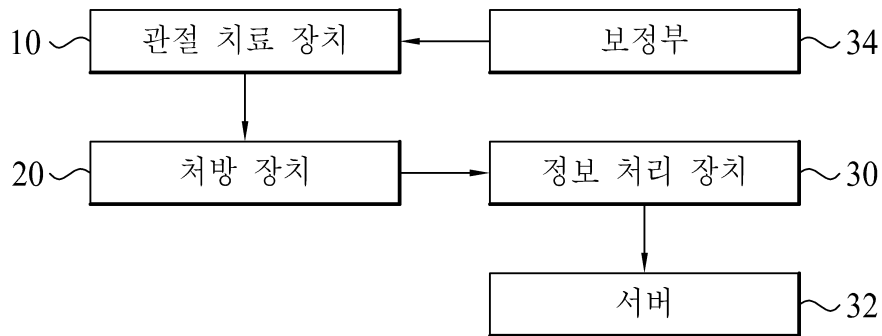 10 관절 치료 장치 보정부 34
20 처방 장치 정보 처리 장치 30
서버 32